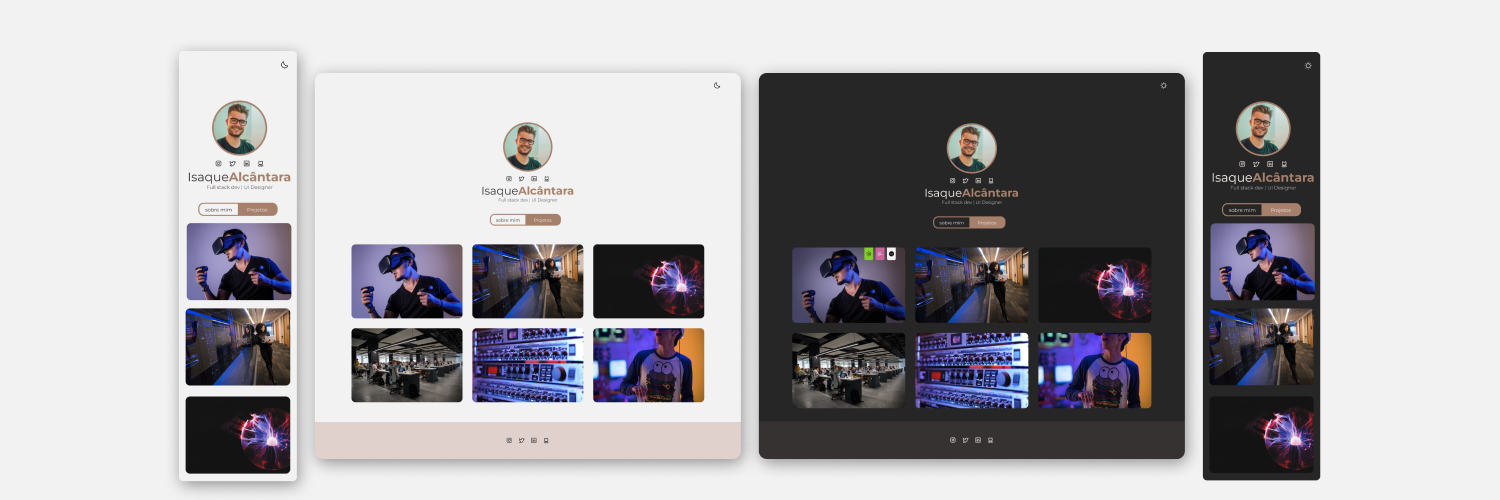 IsaqueAlcântara
Full stack dev | UI Designer
sobre mim
Projetos
IsaqueAlcântara
Full stack dev | UI Designer
sobre mim
Projetos
IsaqueAlcântara
Full stack dev | UI Designer
sobre mim
Projetos
IsaqueAlcântara
Full stack dev | UI Designer
sobre mim
Projetos